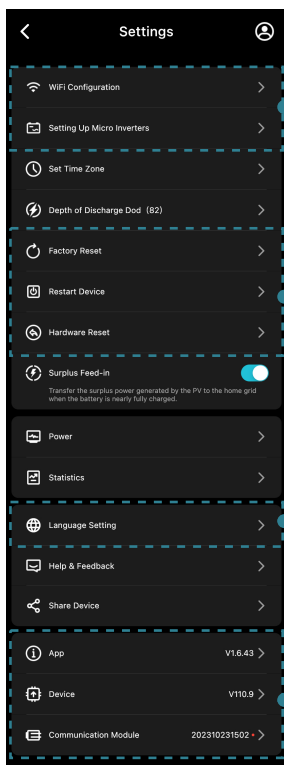 Settings
WiFi Configuration
Setting Up Micro Inverters
Set Time Zone
Depth of Discharge Dod (82)
Factory Reset
Restart Device
Hardware Reset
Surplus Feed-in
Transfer the surplus power generated by the PV to the home grid
when the battery is nearly fully charged.
Power
Statistics
Language Setting
Help & Feedback
Share Device
App V1.6.43
Device V110.9
Communication Module 202310231502